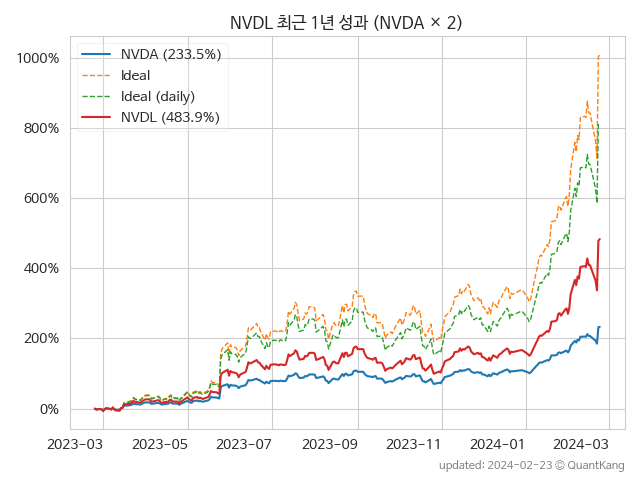 NVDL 최근 1년 성과 (NVDA × 2)
NVDA (233.5%)
Ideal
Ideal (daily)
NVDL (483.9%)
1000%
800%
600%
400%
200%
0%
2023-03 2023-05 2023-07 2023-09 2023-11 2024-01 2024-03
updated: 2024-02-23 © QuantKang